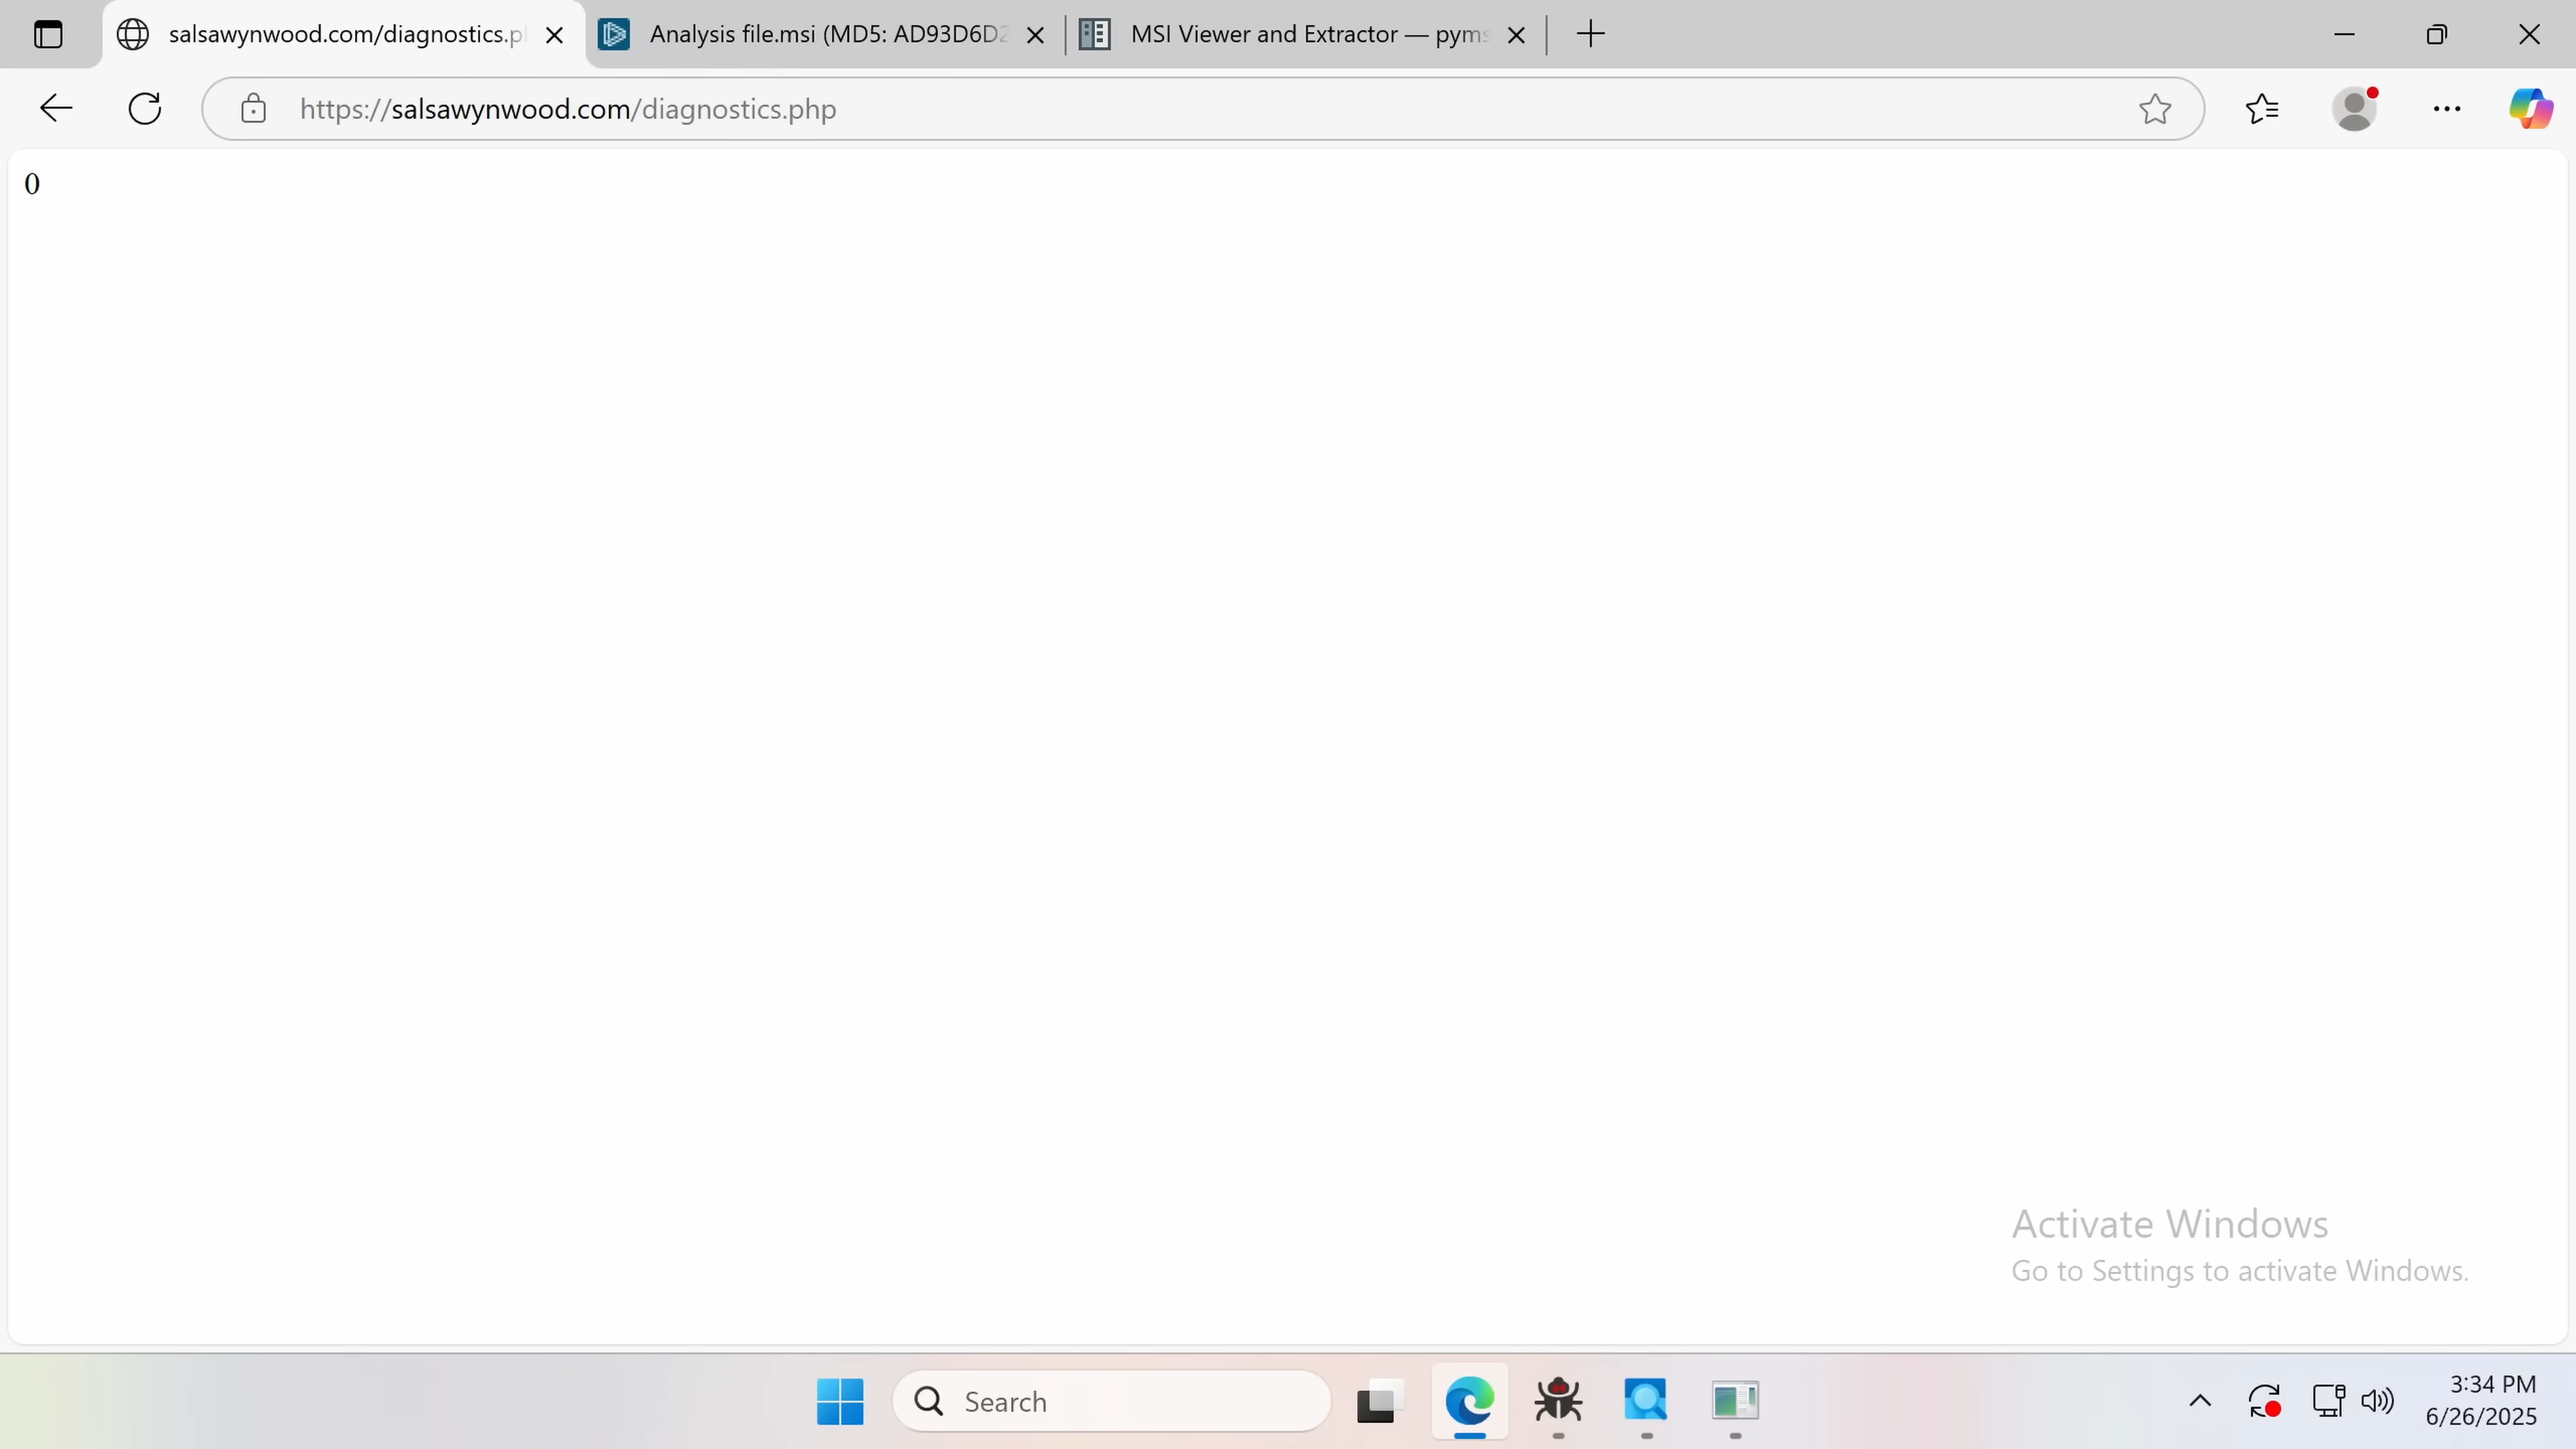 salsawynwood.com/diagnostics.p
Analysis file.msi (MD5: AD93D6D2
MSI Viewer and Extractor — pyms
https://salsawynwood.com/diagnostics.php
0
Activate Windows
Go to Settings to activate Windows.
Search
3:34 PM
6/26/2025